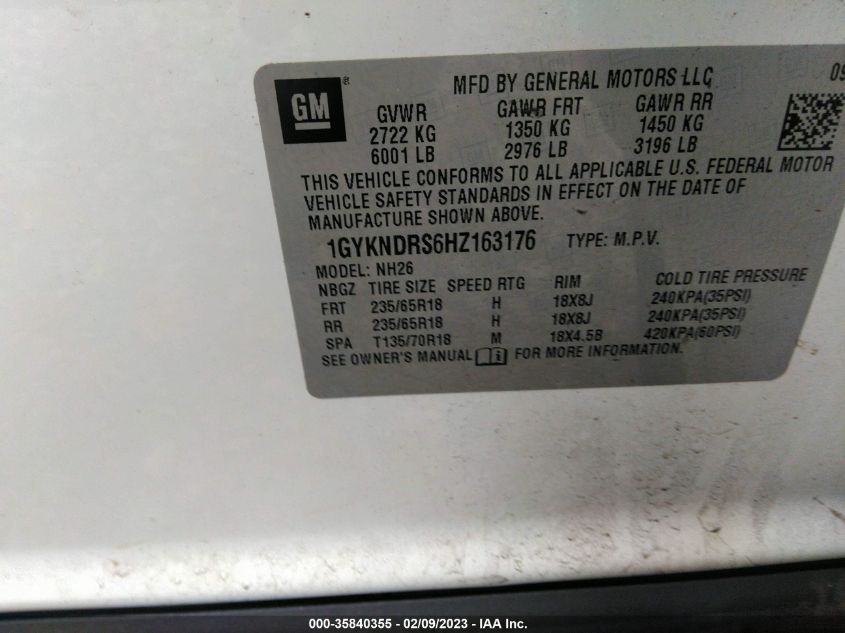 GM
®
MFD BY GENERAL MOTORS LLC 09
GVWR GAWR FRT GAWR RR
2722 KG 1350 KG 1450 KG
6001 LB 2976 LB 3196 LB
THIS VEHICLE CONFORMS TO ALL APPLICABLE U.S. FEDERAL MOTOR
VEHICLE SAFETY STANDARDS IN EFFECT ON THE DATE OF
MANUFACTURE SHOWN ABOVE.
1GYKNDRS6HZ163176 TYPE: M.P.V.
MODEL: NH26
NBGZ TIRE SIZE SPEED RTG RIM COLD TIRE PRESSURE
FRT 235/65R18 H 18X8J 240KPA(35PSI)
RR 235/65R18 H 18X8J 240KPA(35PSI)
SPA T135/70R18 M 18X4.5B 420KPA(60PSI)
SEE OWNER'S MANUAL FOR MORE INFORMATION.
000-35840355 — 02/09/2023 — IAA Inc.